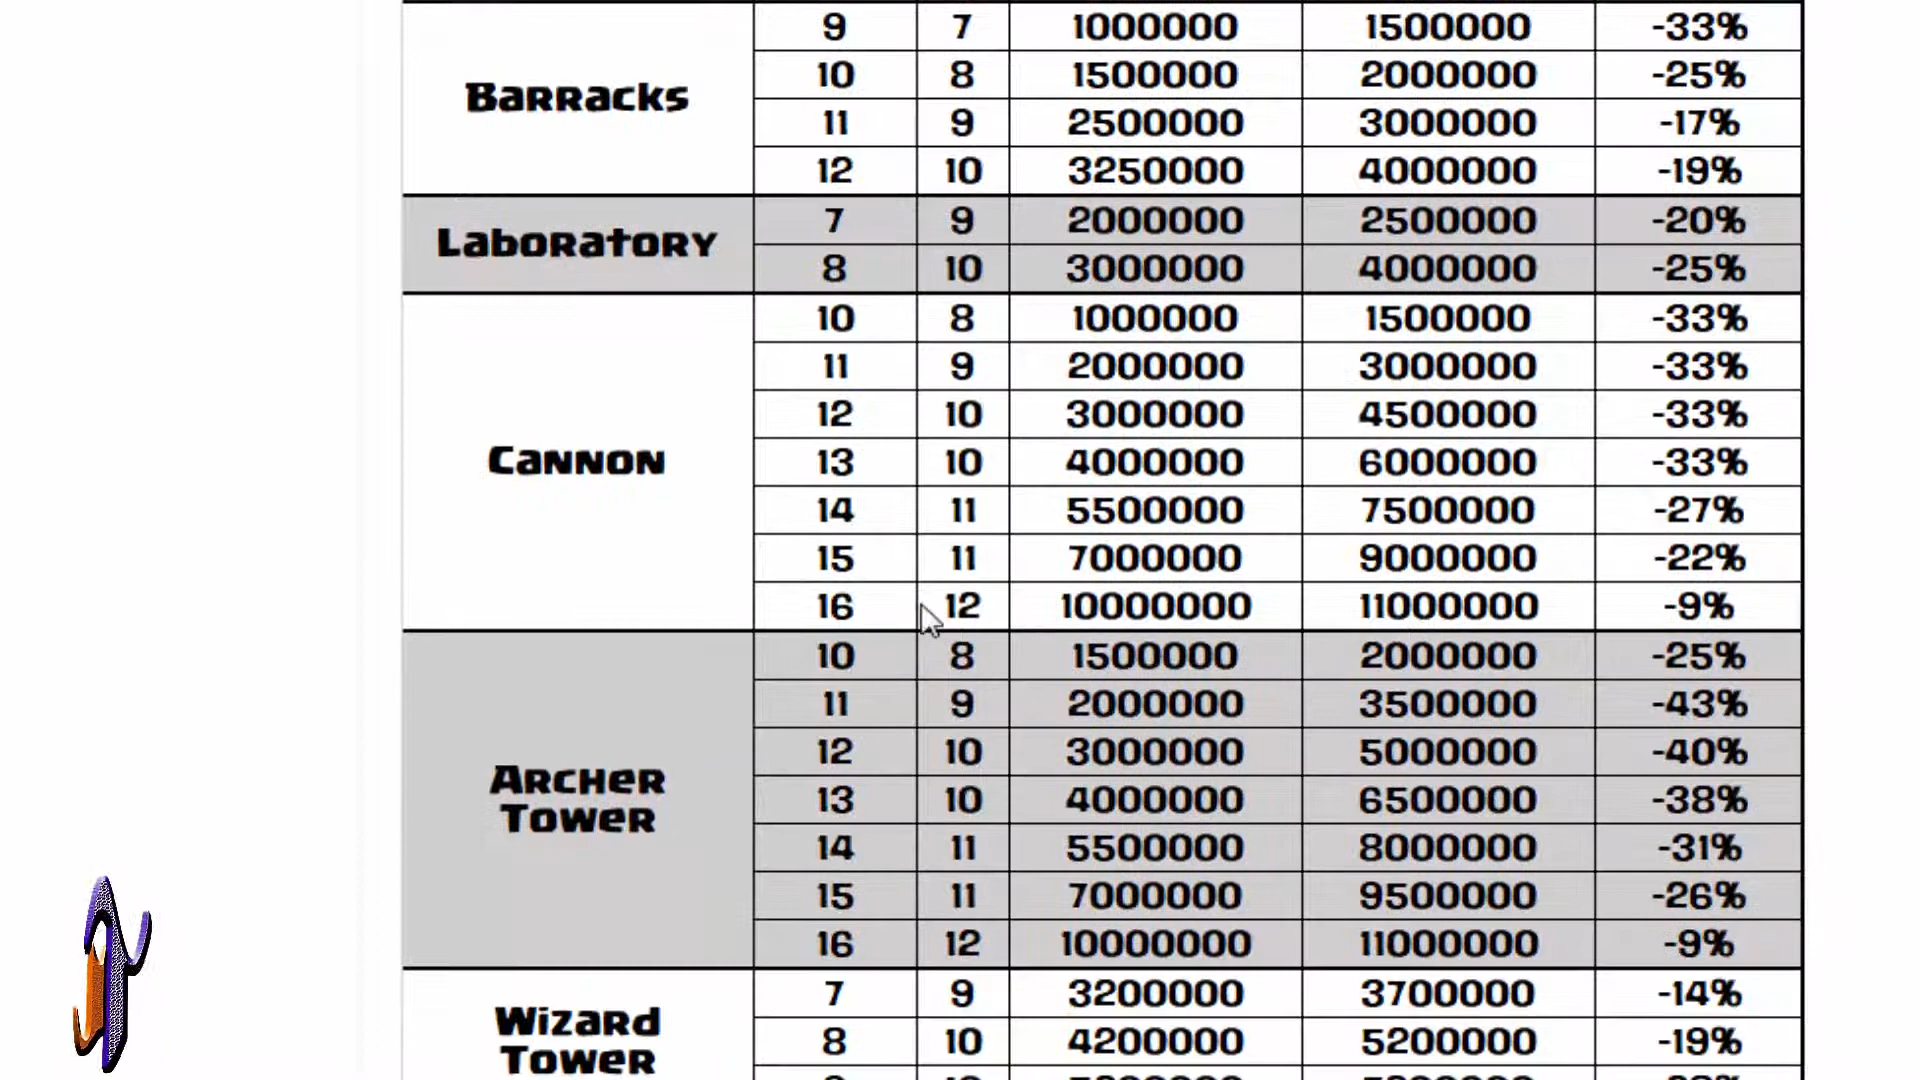 9 7 1000000 1500000 -33%
Barracks
10 8 1500000 2000000 -25%
11 9 2500000 3000000 -17%
12 10 3250000 4000000 -19%
Laboratory
7 9 2000000 2500000 -20%
8 10 3000000 4000000 -25%
Cannon
10 8 1000000 1500000 -33%
11 9 2000000 3000000 -33%
12 10 3000000 4500000 -33%
13 10 4000000 6000000 -33%
14 11 5500000 7500000 -27%
15 11 7000000 9000000 -22%
16 12 10000000 11000000 -9%
Archer
Tower
10 8 1500000 2000000 -25%
11 9 2000000 3500000 -43%
12 10 3000000 5000000 -40%
13 10 4000000 6500000 -38%
14 11 5500000 8000000 -31%
15 11 7000000 9500000 -26%
16 12 10000000 11000000 -9%
Wizard
Tower
7 9 3200000 3700000 -14%
8 10 4200000 5200000 -19%